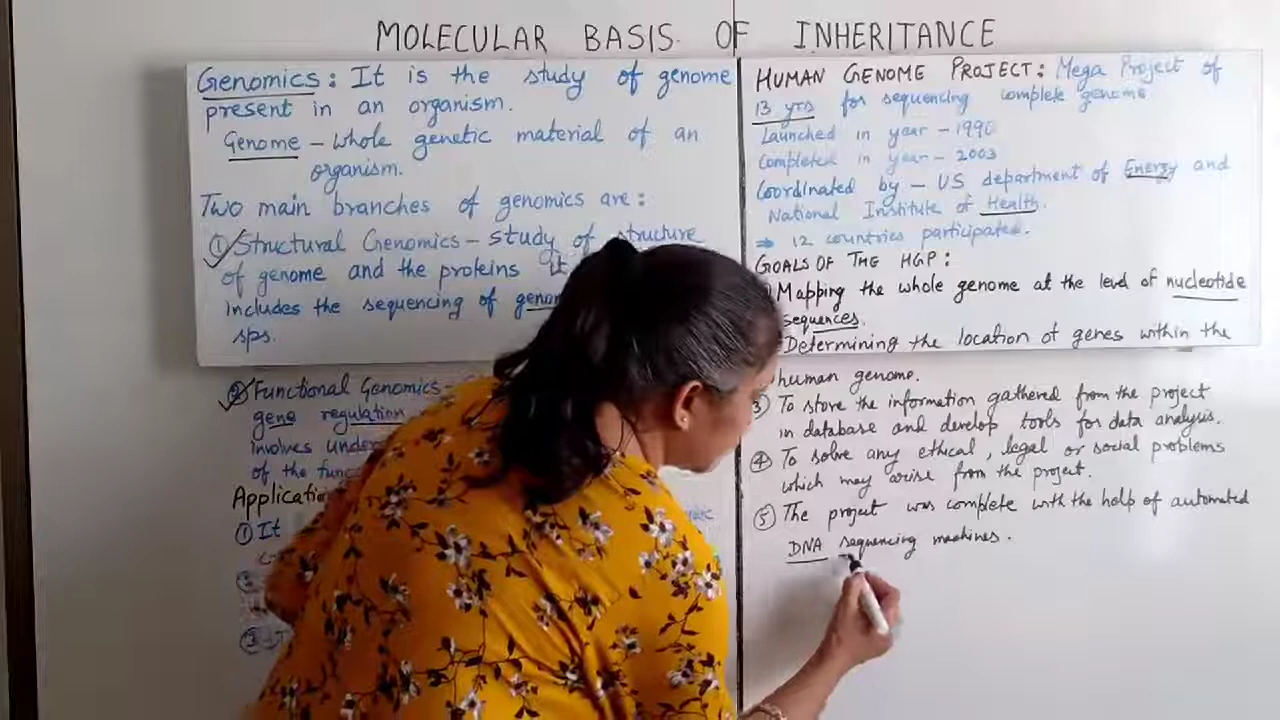 MOLECULAR BASIS OF INHERITANCE
Genomics: It is the study of genome
present in an organism.
Genome – whole genetic material of an
organism.
Two main branches of genomics are:
① Structural Genomics – study of structure
of genome and the proteins it
includes the sequencing of
sps.
② Functional Genomics –
gene regulation
involves
of the
① It
②
③
HUMAN GENOME PROJECT: Mega Project of
13 yrs for sequencing complete genome
Launched in year – 1990
Completed in year – 2003
Coordinated by – US department of Energy and
National Institute of Health.
⇒ 12 countries participated.
GOALS OF THE HGP:
Mapping the whole genome at the level of nucleotide
sequences.
Determining the location of genes within the
human genome.
③ To store the information gathered from the project
in database and develop tools for data analysis.
④ To solve any ethical, legal or social problems
which may arise from the project.
⑤ The project was complete with the help of automated
DNA sequencing machines.